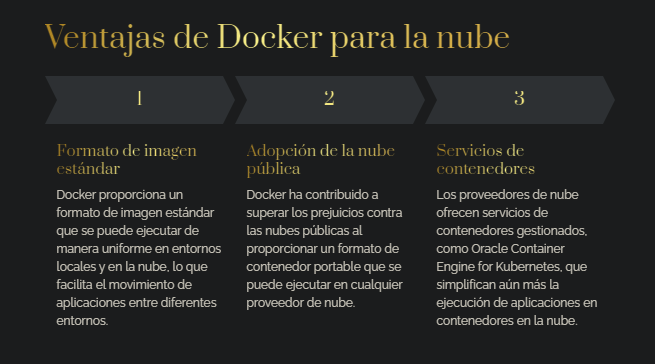 Ventajas de Docker para la nube
1
2
3
Formato de imagen
estándar
Docker proporciona un
formato de imagen estándar
que se puede ejecutar de
manera uniforme en entornos
locales y en la nube, lo que
facilita el movimiento de
aplicaciones entre diferentes
entornos.
Adopción de la nube
pública
Docker ha contribuido a
superar los prejuicios contra
las nubes públicas al
proporcionar un formato de
contenedor portable que se
puede ejecutar en cualquier
proveedor de nube.
Servicios de
contenedores
Los proveedores de nube
ofrecen servicios de
contenedores gestionados,
como Oracle Container
Engine for Kubernetes, que
simplifican aún más la
ejecución de aplicaciones en
contenedores en la nube.